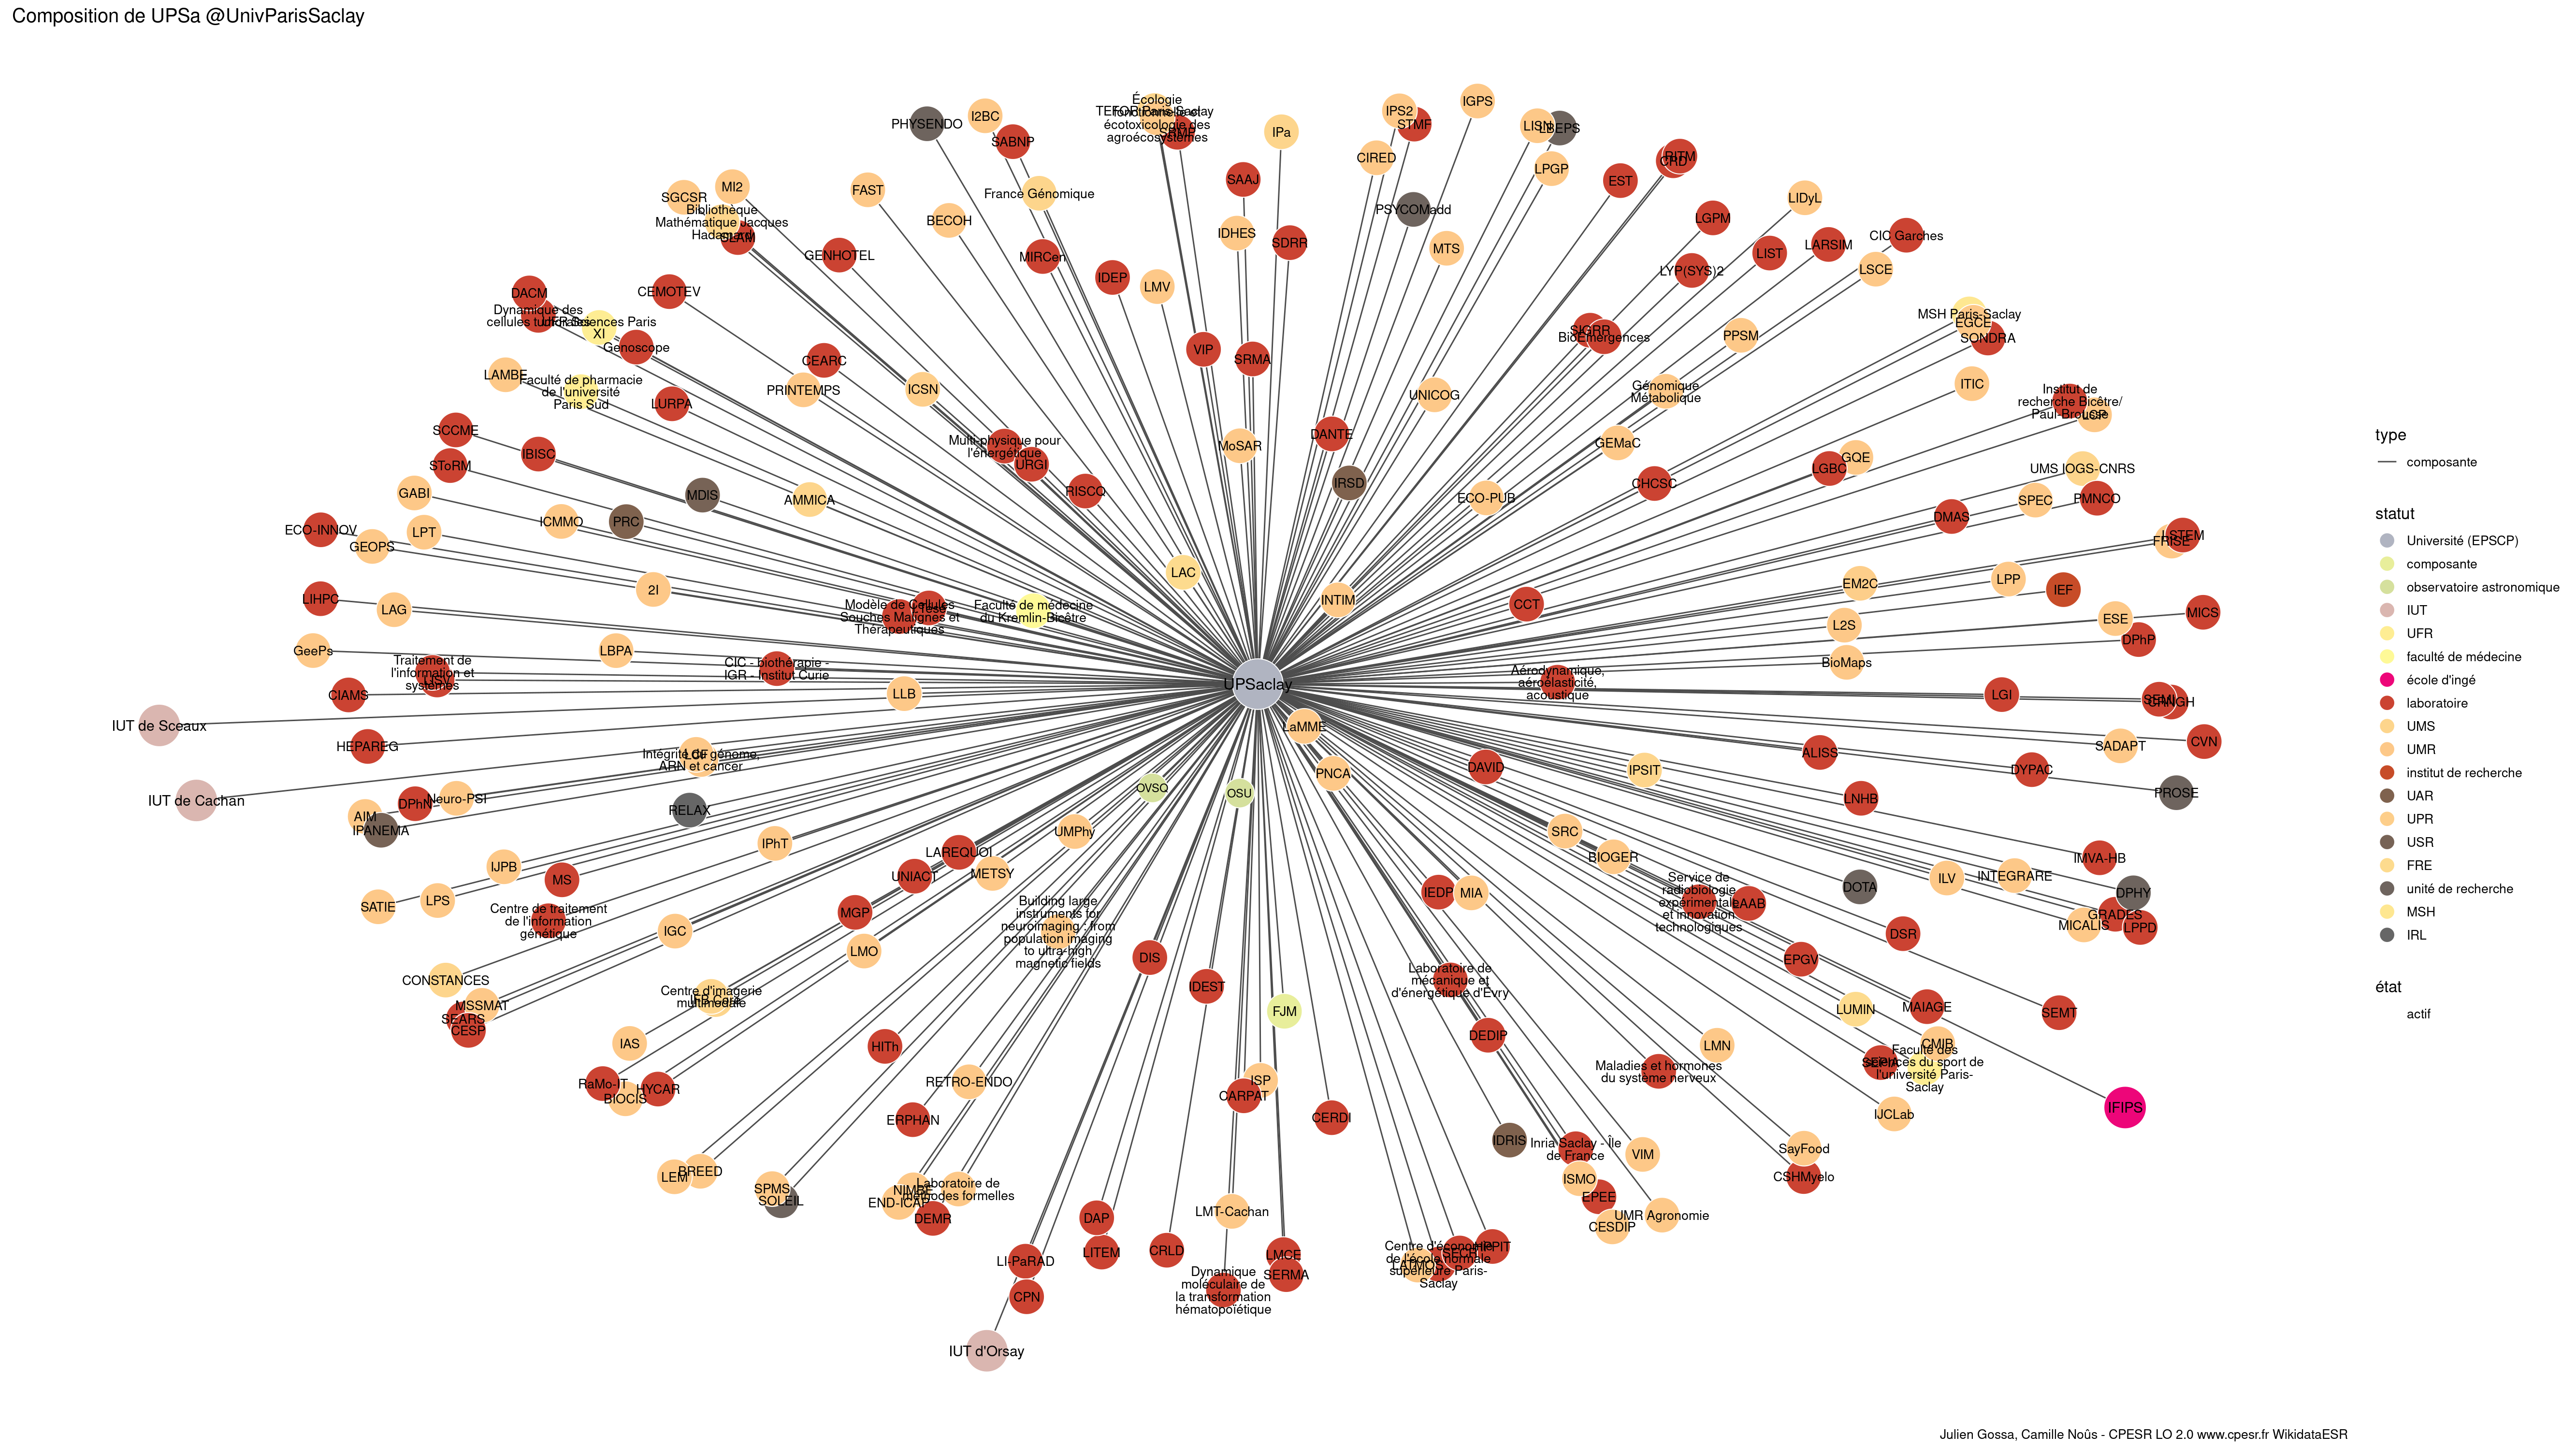 Composition de UPSa @UnivParisSaclay
PHYSENDO
I2BC
SABNP
TEFOR Paris-Saclay
Écologie
fonctionnelle et
écotoxicologie des
agroécosystèmes
IPa
IPS2
STMF
IGPS
LISN
LBEPS
CIRED
LPGP
RITM
CRD
EST
SAAJ
SGCSR
MI2
Bibliothèque
Mathématique Jacques
Hadamard
SLAM
FAST
BECOH
France Génomique
IDHES
SDRR
PSYCOMadd
MTS
LIDyL
LGPM
LIST
LARSIM
CIC Garches
LSCE
LYP(SYS)2
GENHOTEL
MIRCen
IDEP
LMV
CEMOTEV
DACM
Dynamique des
cellules tumorales
UFR Sciences Paris
XI
Genoscope
CEARC
VIP
SRMA
SIGRR
BioEmergences
PPSM
MSH Paris-Saclay
EGCE
SONDRA
LAMBE
Faculté de pharmacie
de l'université
Paris Sud
LURPA
PRINTEMPS
ICSN
UNICOG
Génomique
Métabolique
ITIC
Institut de
recherche Bicêtre/
Paul-Brousse
LCP
SCCME
SToRM
IBISC
Multi-physique pour
l'énergétique
URGI
RISCQ
MoSAR
DANTE
IRSD
GEMaC
CHCSC
LGBC
GQE
UMS IOGS-CNRS
SPEC
PMNCO
GABI
LPT
ECO-INNOV
GEOPS
ICMMO
PRC
MDIS
AMMICA
ECO-PUB
DMAS
LSTEM
FRISE
LIHPC
LAG
2I
Modèle de Cellules
Souches Malignes et
Thérapeutiques
LTeso
Faculté de médecine
du Kremlin-Bicêtre
LAC
INTIM
CCT
EM2C
LPP
IEF
L2S
ESE
MICS
DPhP
GeePs
LBPA
Traitement de
l'information et
systèmes
CIC - biothérapie -
IGR - Institut Curie
LLB
CIAMS
UPSaclay
Aérodynamique,
aéroélasticité,
acoustique
BioMaps
LGI
SEMI
CNRGH
IUT de Sceaux
HEPAREG
Intégrité du génome,
ARN et cancer
LaMME
PNCA
DAVID
IPSIT
ALISS
SADAPT
CVN
DYPAC
PROSE
IUT de Cachan
AIM
DPhN
Neuro-PSI
IPANEMA
RELAX
OVSQ
OSU
LNHB
IPhT
UMPhy
SRC
BIOGER
IMVA-HB
IJPB
MS
LAREQUOI
UNIACT
METSY
IEDP
MIA
Service de
radiobiologie
expérimentale
et innovation
technologiques
LAAB
DOTA
ILV
INTEGRARE
DPHY
GRADES
MICALIS
LPPD
SATIE
LPS
Centre de traitement
de l'information
génétique
IGC
MGP
LMO
Building large
instruments for
neuroimaging : from
population imaging
to ultra-high
magnetic fields
DIS
IDEST
FJM
Laboratoire de
mécanique et
d'énergétique d'Évry
EPGV
DSR
CONSTANCES
MSSMAT
SEARS
CESP
Centre d'imagerie
multimodale
IAS
HITh
DEDIP
LMN
LUMIN
MAIAGE
SEMT
CMIB
SEPIA
Faculté des
sciences du sport de
l'université Paris-
Saclay
RaMo-IT
BIOCIS
HYCAR
RETRO-ENDO
ERPHAN
ISP
CARPAT
CERDI
Maladies et hormones
du système nerveux
IJCLab
IFIPS
IDRIS
Inria Saclay - Île
de France
VIM
SayFood
CSHMyelo
LEM
BREED
SPMS
SOLEIL
NIMBE
END-ICAP
Laboratoire de
méthodes formelles
DEMR
ISMO
EPEE
CESDIP
UMR Agronomie
DAP
LITEM
CRLD
LMT-Cachan
LMCE
SERMA
LI-PaRAD
CPN
Dynamique
moléculaire de
la transformation
hématopoïétique
Centre d'économie
de l'école normale
supérieure Paris-
Saclay
LATMOS
HPPIT
IUT d'Orsay
type
composante
statut
Université (EPSCP)
composante
observatoire astronomique
IUT
UFR
faculté de médecine
école d'ingé
laboratoire
UMS
UMR
institut de recherche
UAR
UPR
USR
FRE
unité de recherche
MSH
IRL
état
actif
Julien Gossa, Camille Noûs - CPESR LO 2.0 www.cpesr.fr WikidataESR